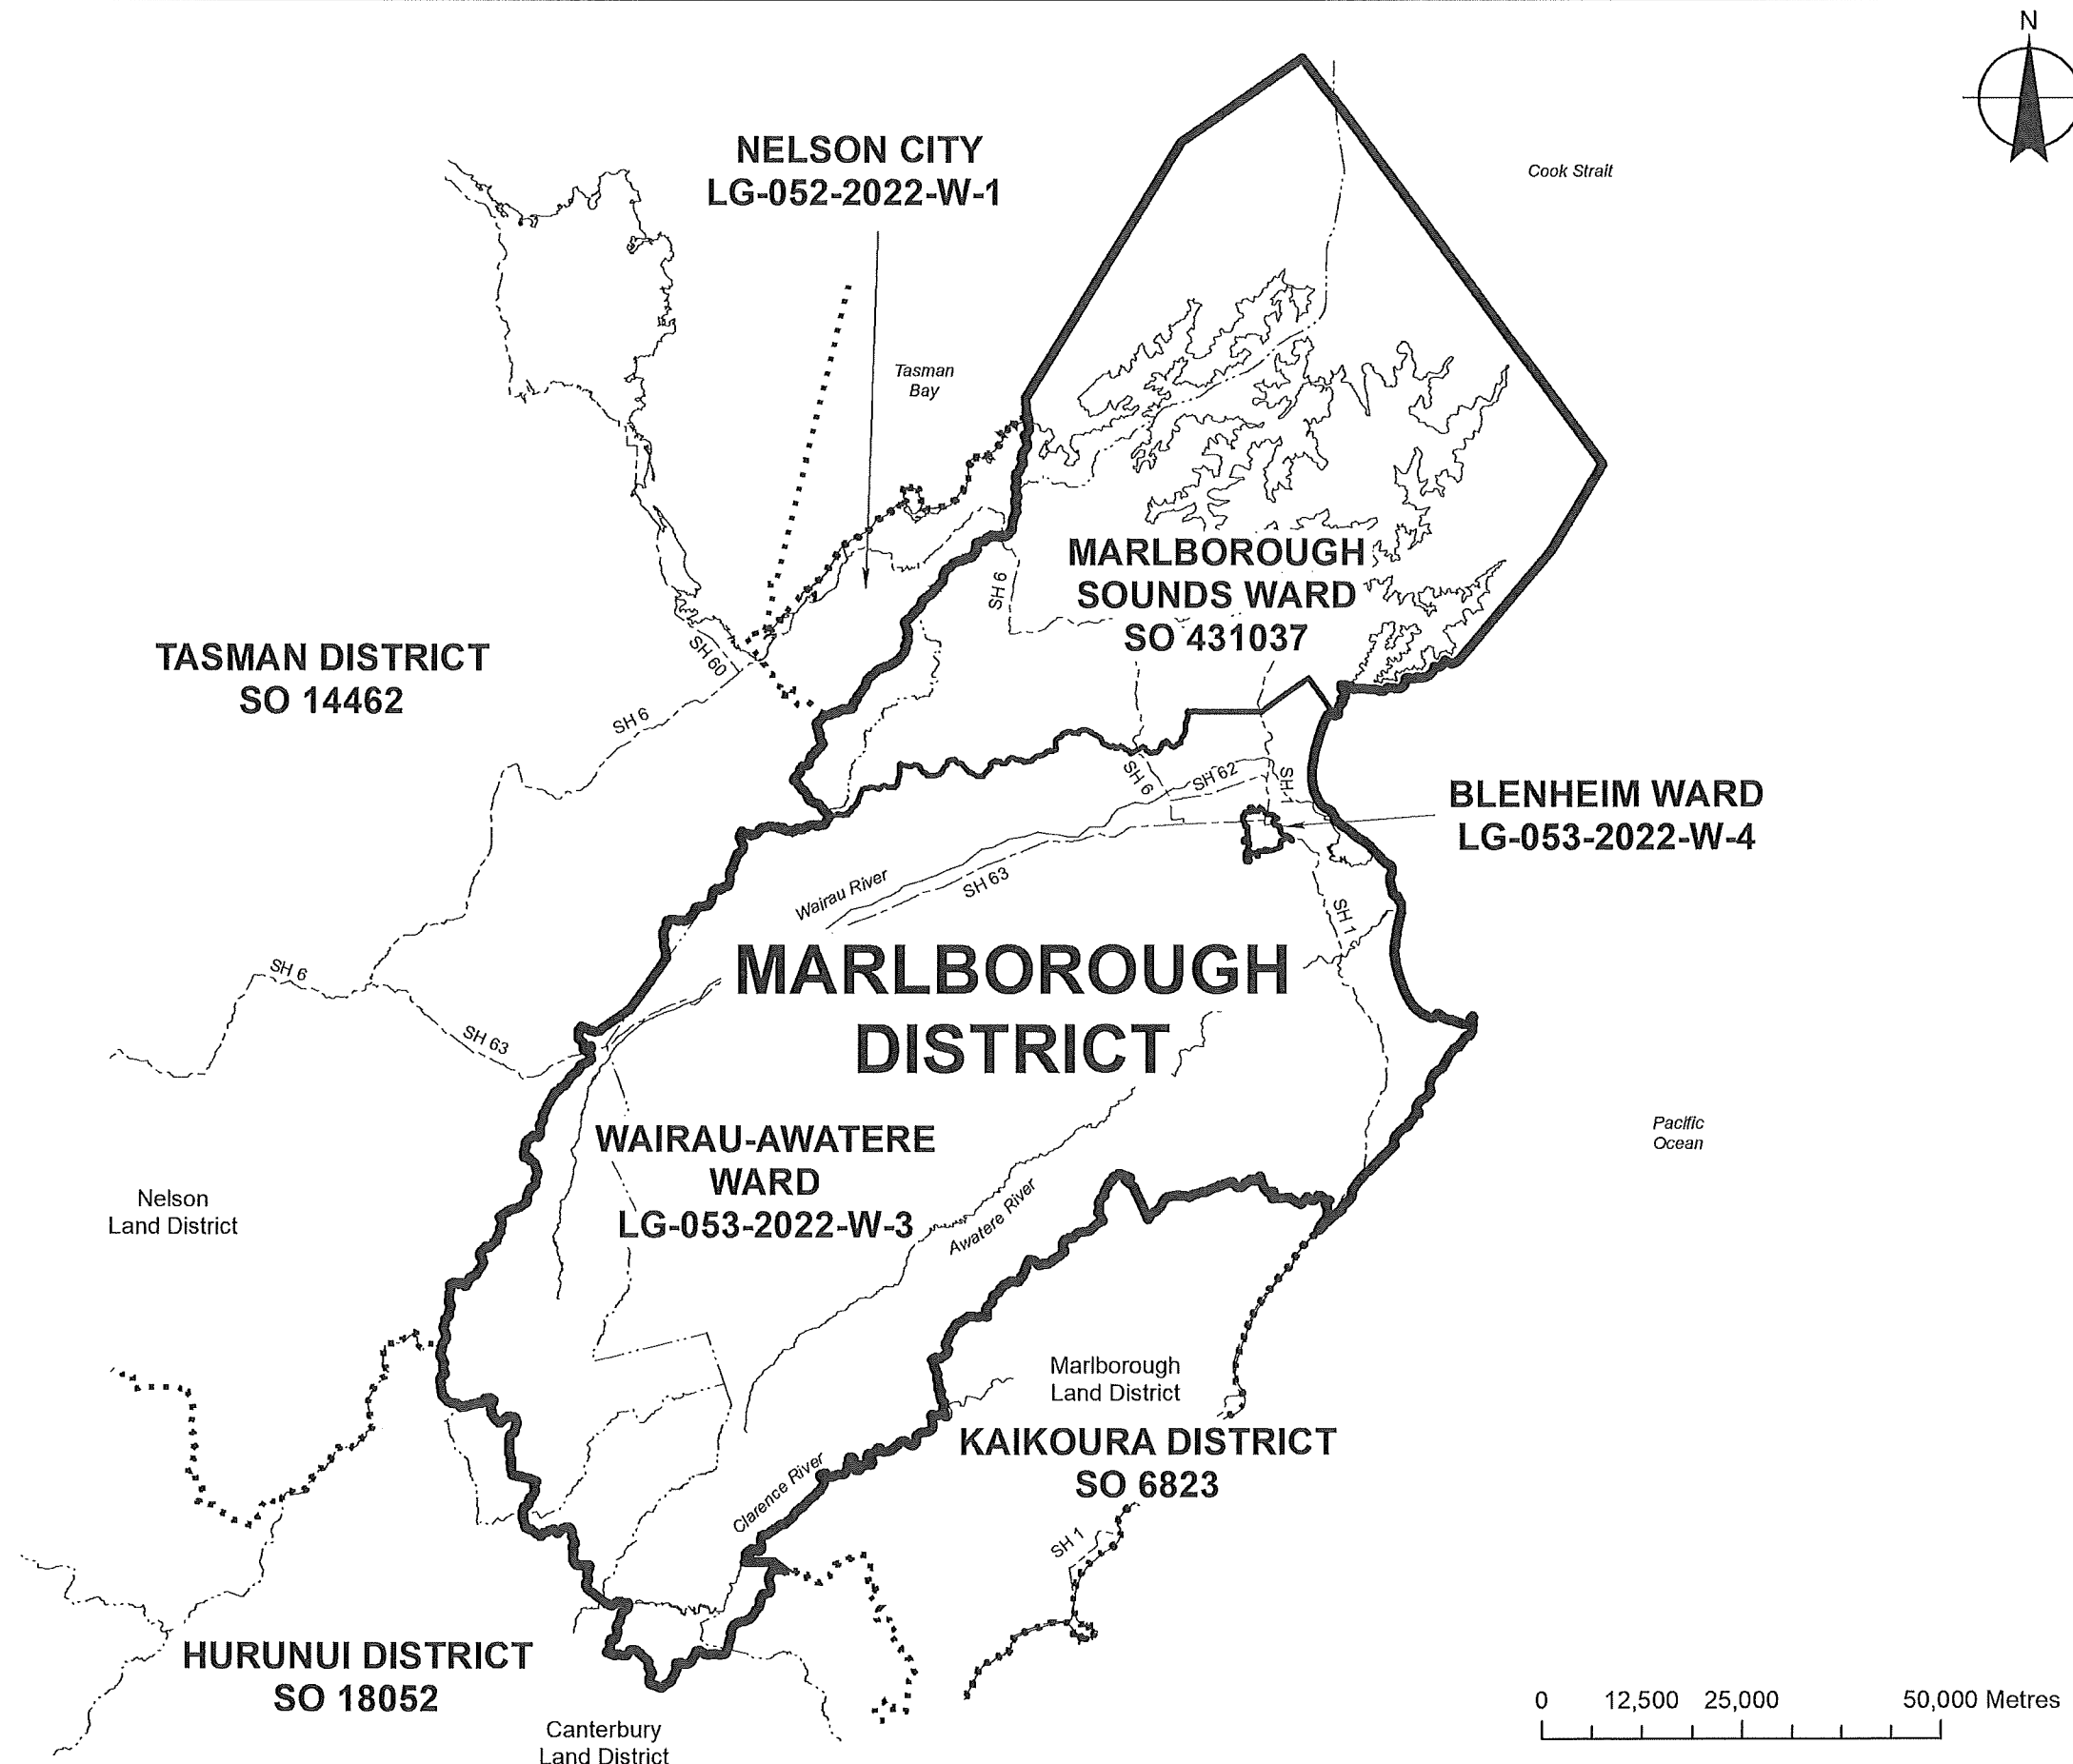 N
Cook Strait
NELSON CITY
LG-052-2022-W-1
Tasman
Bay
MARLBOROUGH
SOUNDS WARD
SO 431037
SH 6
TASMAN DISTRICT
SO 14462
SH 60
SH 6
SH 6
SH 62
SH 1
BLENHEIM WARD
LG-053-2022-W-4
Wairau River
SH 63
SH 1
MARLBOROUGH
DISTRICT
SH 6
SH 63
Pacific
Ocean
WAIRAU-AWATERE
WARD
LG-053-2022-W-3
Awatere River
Nelson
Land District
Marlborough
Land District
KAIKOURA DISTRICT
SO 6823
Clarence River
SH 1
HURUNUI DISTRICT
SO 18052
Canterbury
Land District
0 12,500 25,000 50,000 Metres